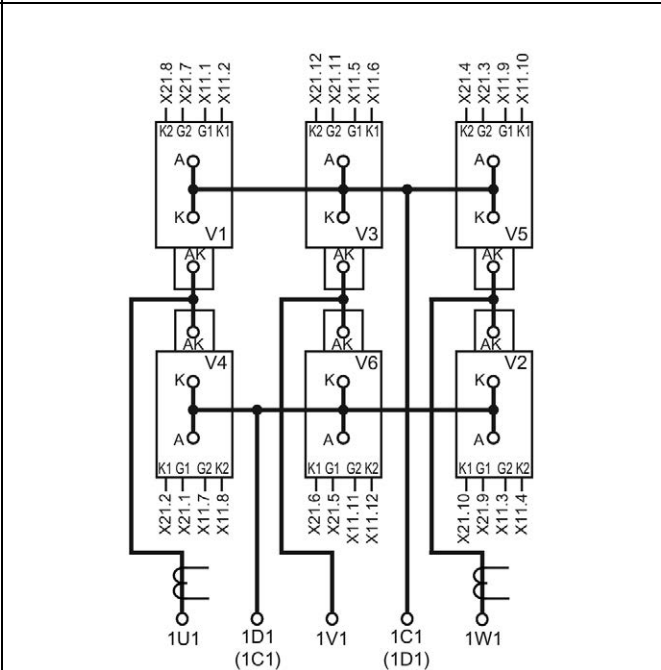 X21.8 X21.7 X11.1 X11.2 X21.12 X21.11 X11.5 X11.6 X21.4 X21.3 X11.9 X11.10
K2 G2 G1 K1 K2 G2 G1 K1 K2 G2 G1 K1
A A A
K K K
V1 V3 V5
AK AK AK
AK AK AK
V4 V6 V2
K K K
A A A
K1 G1 G2 K2 K1 G1 G2 K2 K1 G1 G2 K2
X21.2 X21.1 X11.7 X11.8 X21.6 X21.5 X11.11 X11.12 X21.10 X21.9 X11.3 X11.4
1U1 1D1 1V1 1C1 1W1
(1C1) (1D1)